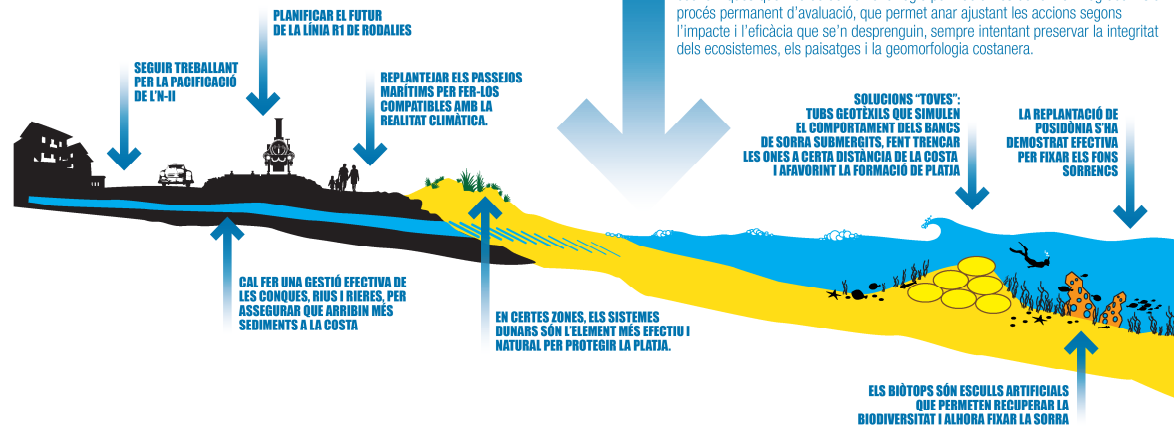 procés permanent d'avaluació, que permet anar ajustant les accions segons
l'impacte i l'eficàcia que se'n desprenguin, sempre intentant preservar la integritat
dels ecosistemes, els paisatges i la geomorfologia costanera.
PLANIFICAR EL FUTUR
DE LA LÍNIA R1 DE RODALIES
SEGUIR TREBALLANT
PER LA PACIFICACIÓ
DE L'N-II
REPLANTEJAR ELS PASSEJOS
MARÍTIMS PER FER-LOS
COMPATIBLES AMB LA
REALITAT CLIMÀTICA.
SOLUCIONS "TOVES":
TUBS GEOTÈXILS QUE SIMULEN
EL COMPORTAMENT DELS BANCS
DE SORRA SUBMERGITS, FENT TRENCAR
LES ONES A CERTA DISTÀNCIA DE LA COSTA
I AFAVORINT LA FORMACIÓ DE PLATJA
LA REPLANTACIÓ DE
POSIDÒNIA S'HA
DEMOSTRAT EFECTIVA
PER FIXAR ELS FONS
SORRENCS
CAL FER UNA GESTIÓ EFECTIVA DE
LES CONQUES, RIUS I RIERES, PER
ASSEGURAR QUE ARRIBIN MÉS
SEDIMENTS A LA COSTA
EN CERTES ZONES, ELS SISTEMES
DUNARS SÓN L'ELEMENT MÉS EFECTIU I
NATURAL PER PROTEGIR LA PLATJA.
ELS BIÒTOPS SÓN ESCULLS ARTIFICIALS
QUE PERMETEN RECUPERAR LA
BIODIVERSITAT I ALHORA FIXAR LA SORRA